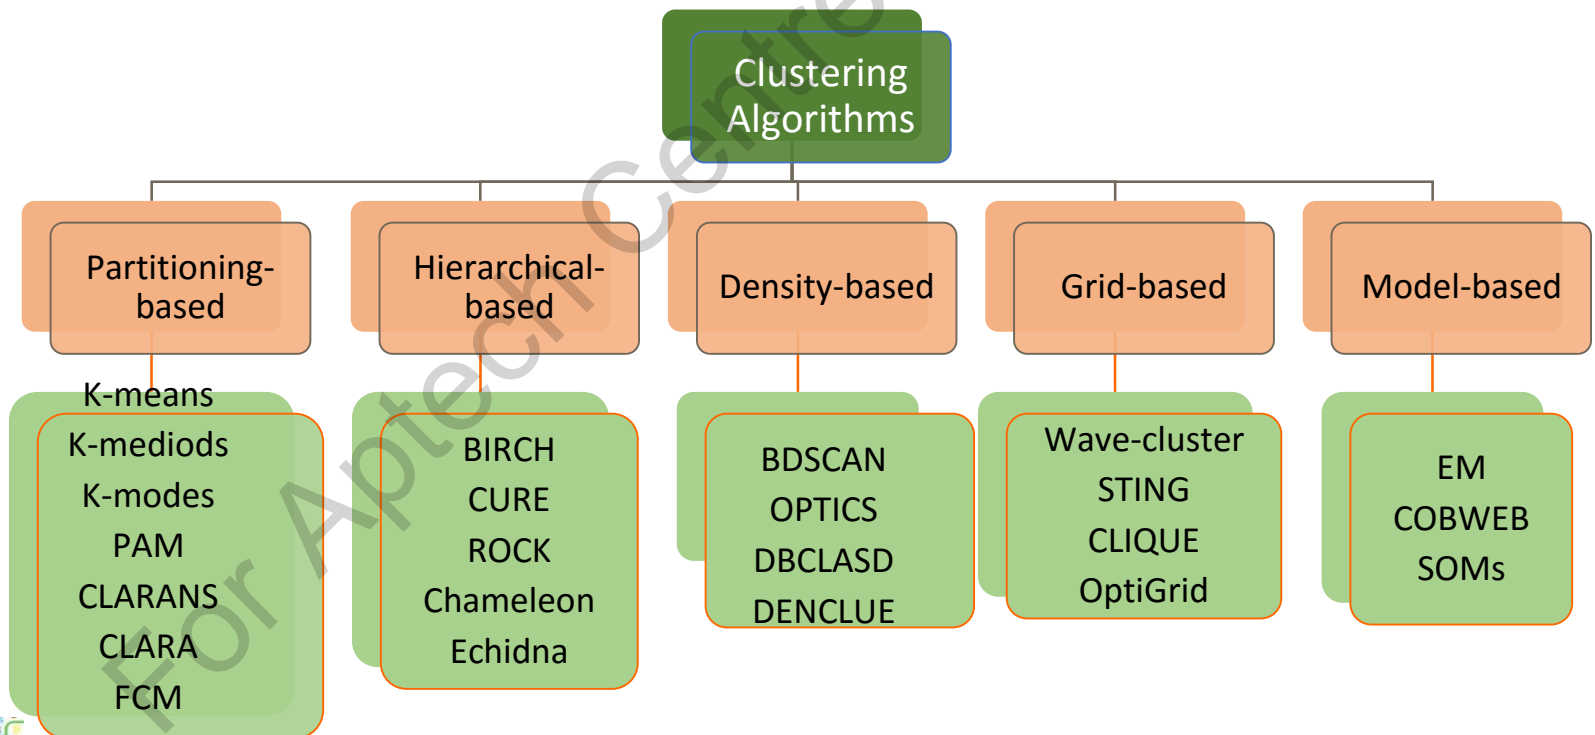 Clustering
Algorithms
Partitioning-
based
Hierarchical-
based
Density-based
Grid-based
Model-based
K-means
K-mediods
K-modes
PAM
CLARANS
CLARA
FCM
BIRCH
CURE
ROCK
Chameleon
Echidna
BDSCAN
OPTICS
DBCLASD
DENCLUE
Wave-cluster
STING
CLIQUE
OptiGrid
EM
COBWEB
SOMs
For Aptech Centre